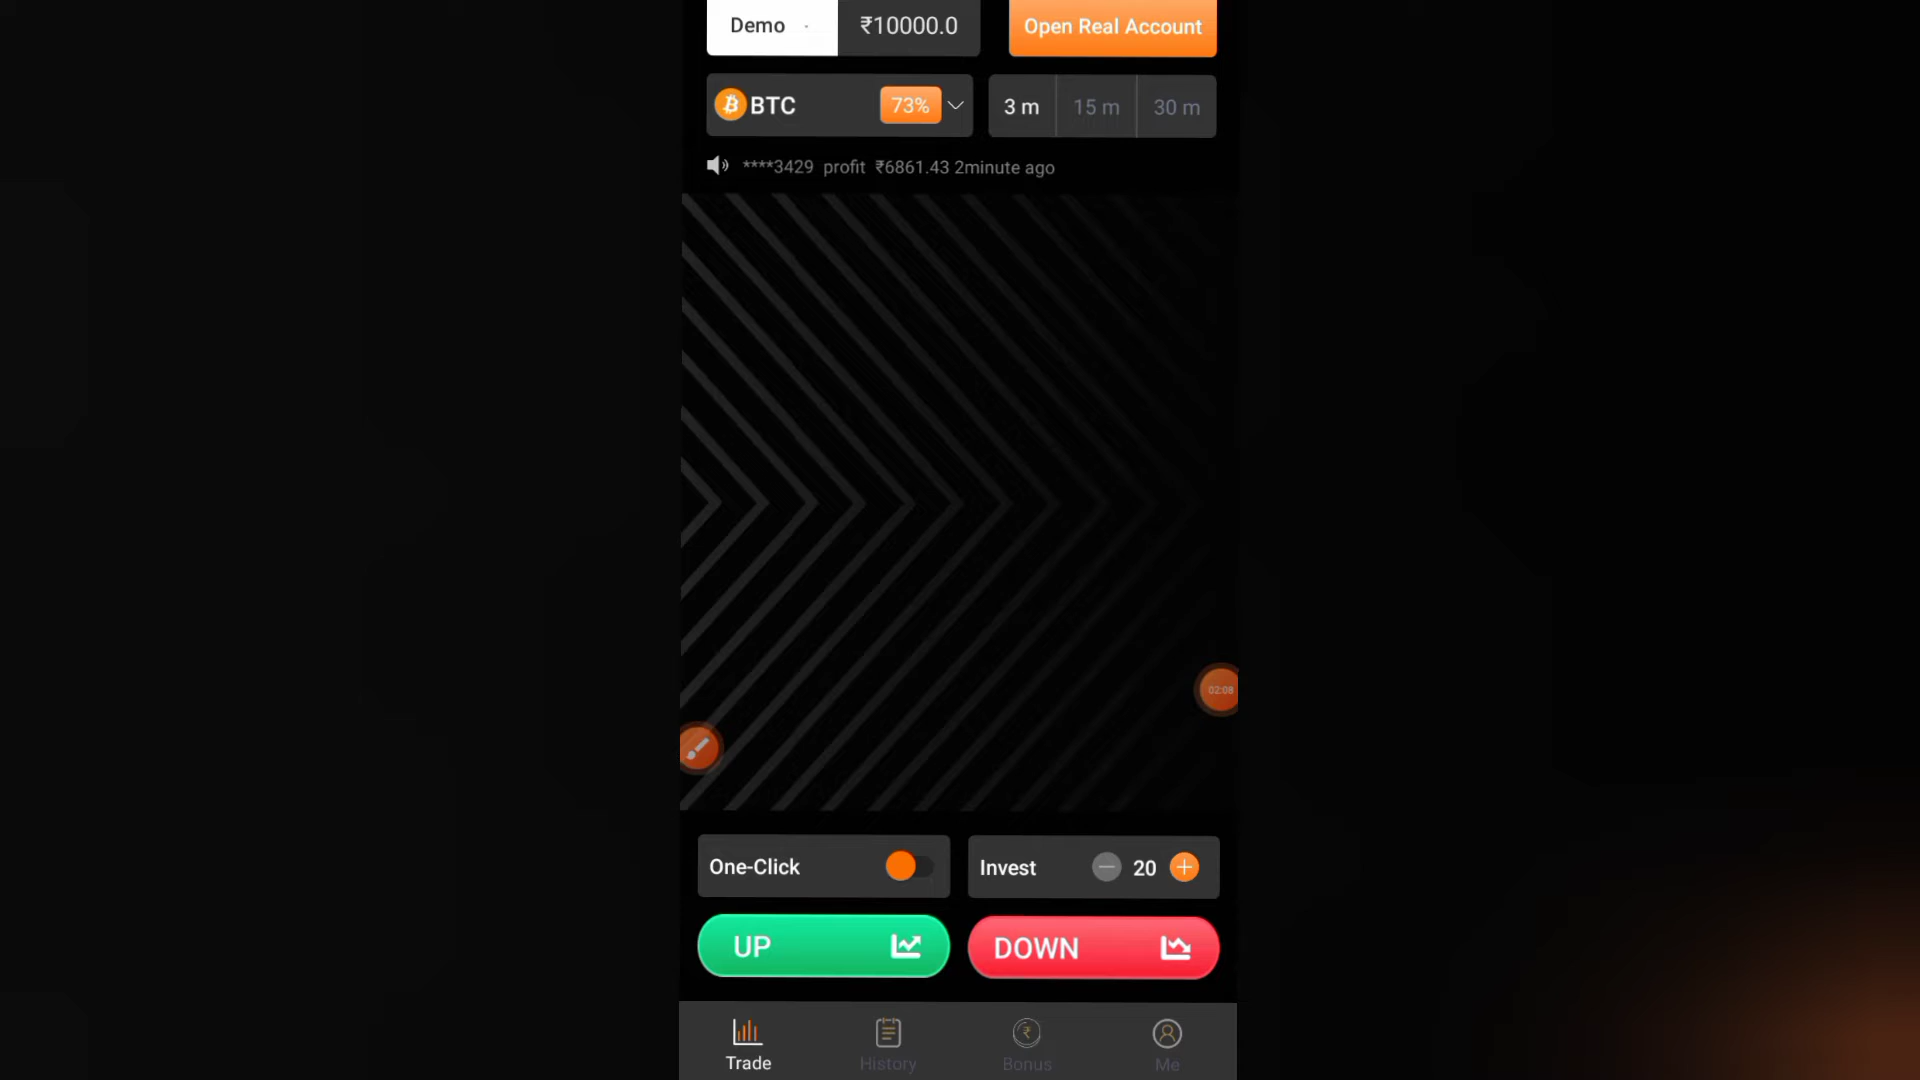 Demo ₹10000.0 Open Real Account
BTC 73% 3 m 15 m 30 m
****3429 profit ₹6861.43 2minute ago
02:08
One-Click Invest 20
UP DOWN
Trade History Bonus Me